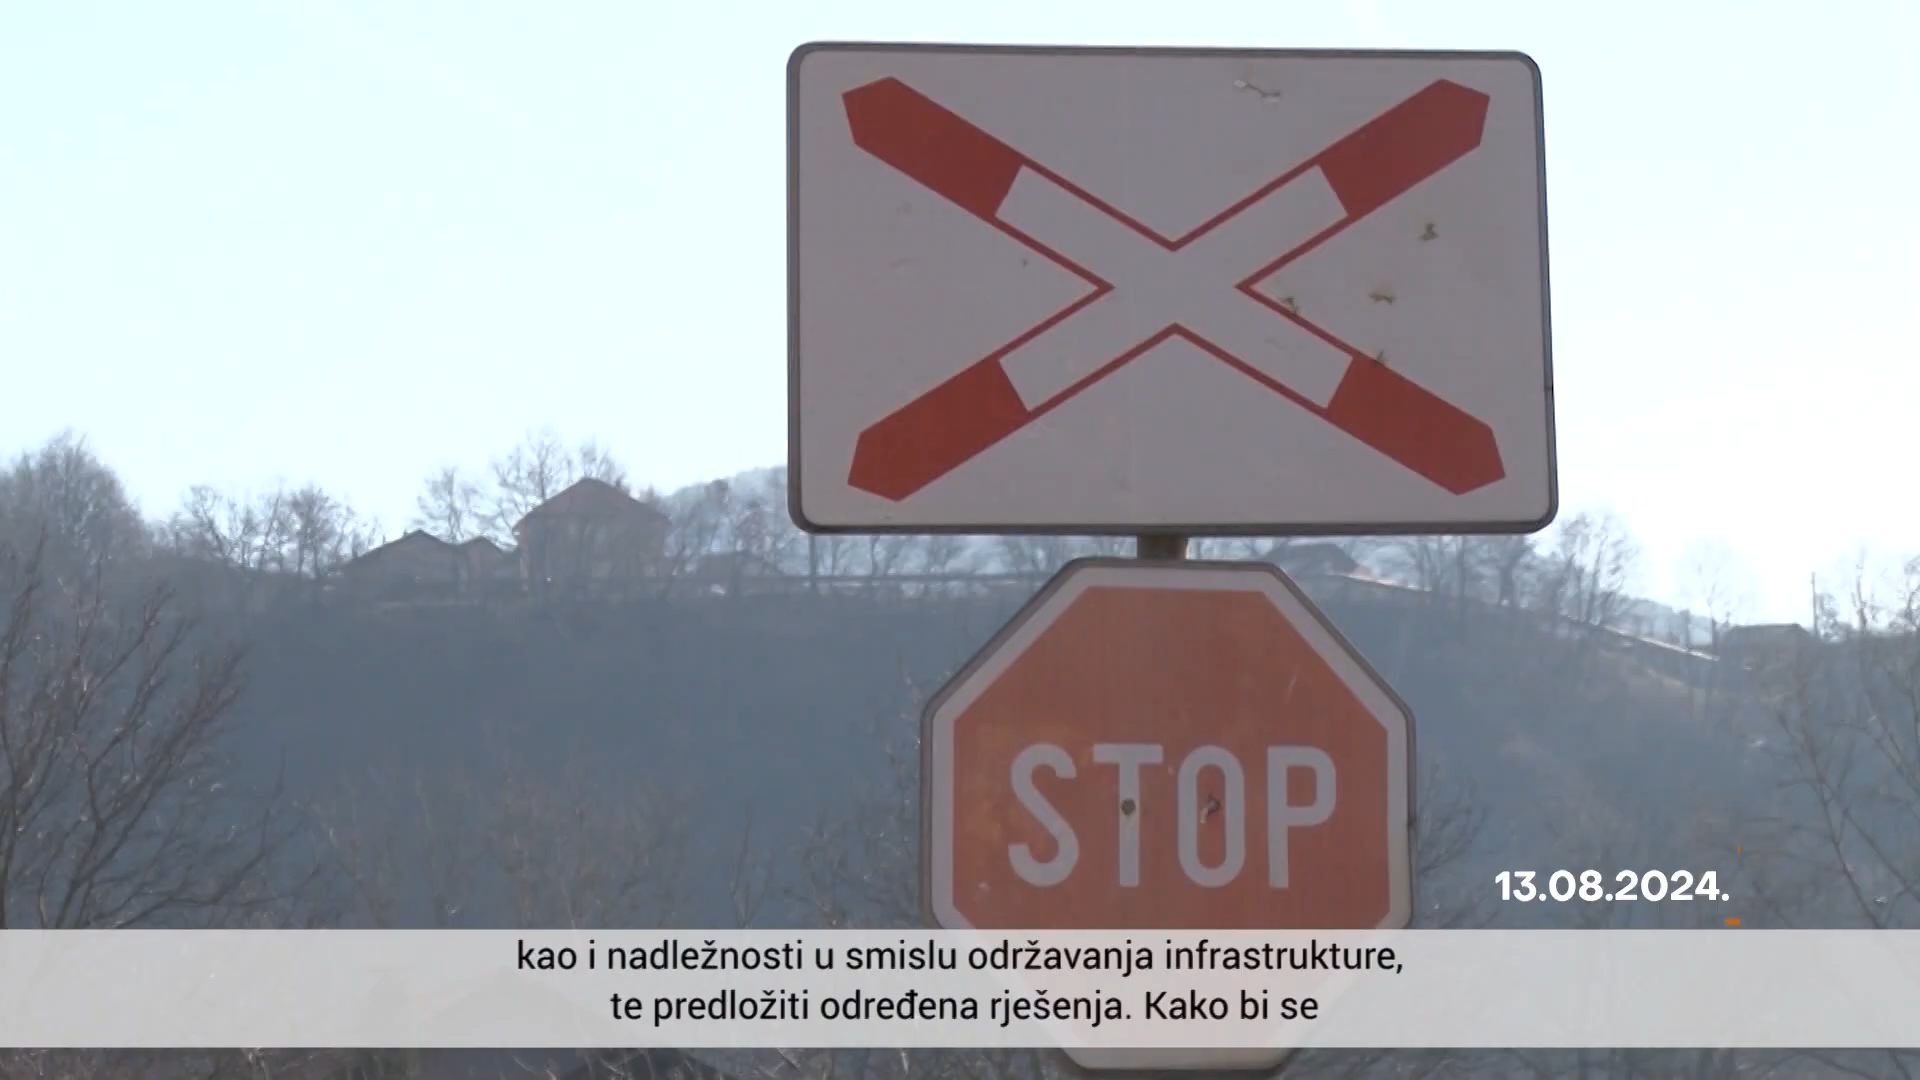 STOP
13.08.2024.
kao i nadležnosti u smislu održavanja infrastrukture,
te predložiti određena rješenja. Kako bi se